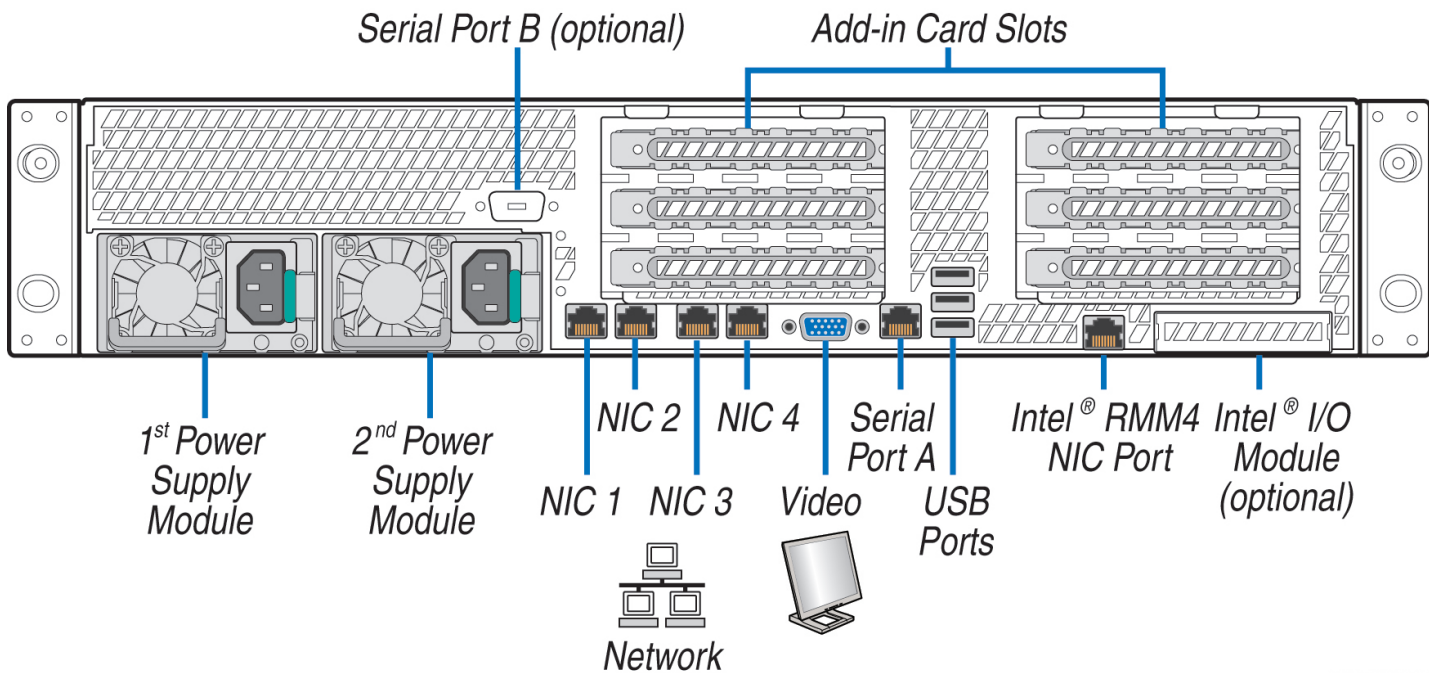 Serial Port B (optional)
Add-in Card Slots
1st Power
Supply
Module
2nd Power
Supply
Module
NIC 1
NIC 2
NIC 3
NIC 4
Video
Serial
Port A
USB
Ports
Intel ® RMM4
NIC Port
Intel ® I/O
Module
(optional)
Network